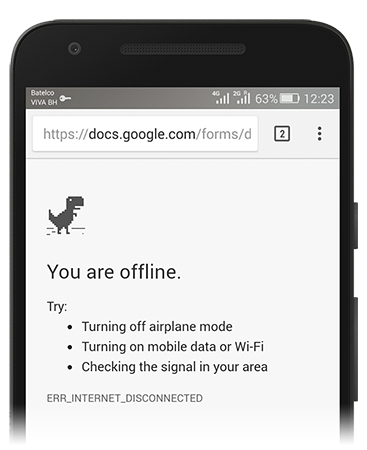 Batelco
VIVA BH
4G 2G 63% 12:23
https://docs.google.com/forms/d
2
You are offline.
Try:
• Turning off airplane mode
• Turning on mobile data or Wi-Fi
• Checking the signal in your area
ERR_INTERNET_DISCONNECTED